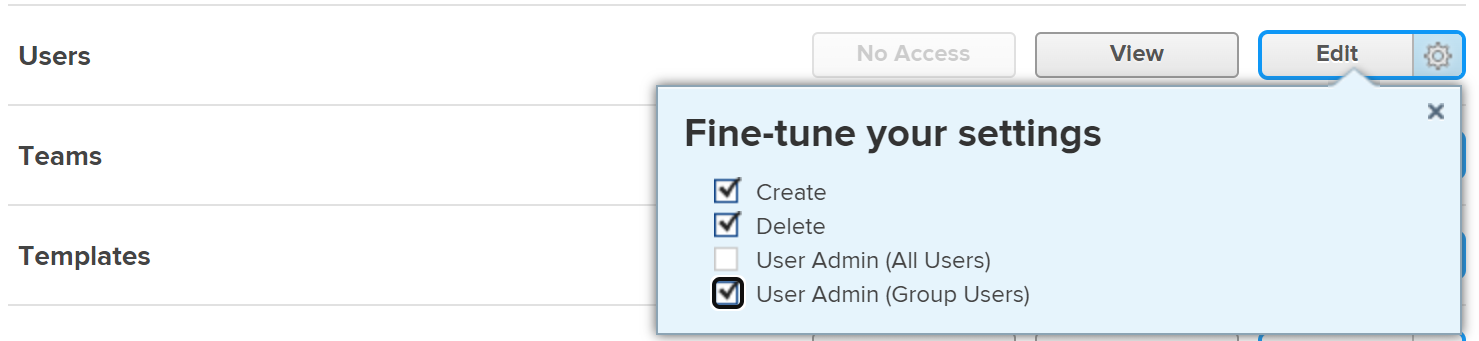 Users
No Access
View
Edit
Fine-tune your settings
Teams
Create
Delete
Templates
User Admin (All Users)
User Admin (Group Users)